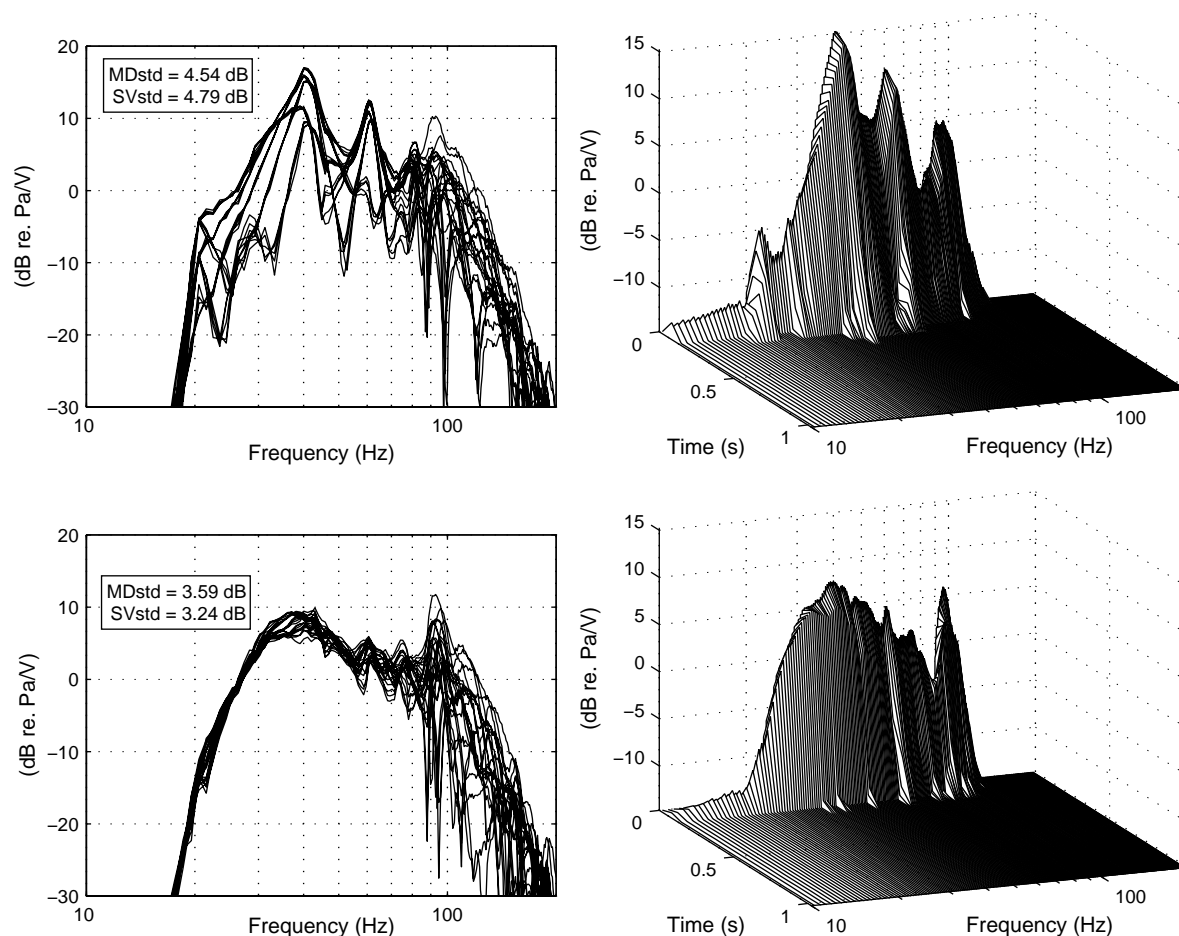 20
10
0
−10
−20
−30
10
100
(dB re. Pa/V)
Frequency (Hz)
MDstd = 4.54 dB
SVstd = 4.79 dB
15
10
5
0
−5
−10
(dB re. Pa/V)
0
0.5
1
Time (s)
10
100
Frequency (Hz)
20
10
0
−10
−20
−30
10
100
(dB re. Pa/V)
Frequency (Hz)
MDstd = 3.59 dB
SVstd = 3.24 dB
15
10
5
0
−5
−10
(dB re. Pa/V)
0
0.5
1
Time (s)
10
100
Frequency (Hz)